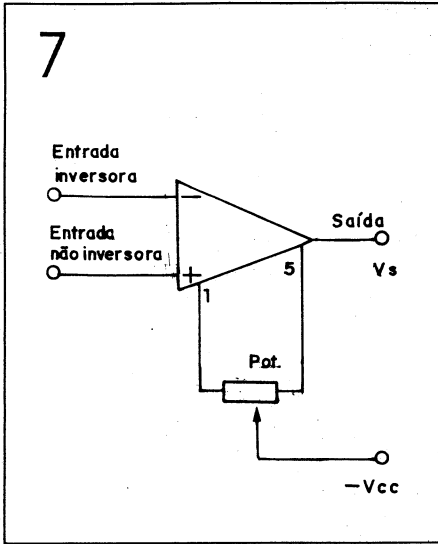 7
Entrada
inversora
−
Entrada
não inversora
+
Saída
Vs
1
5
Pot.
−Vcc